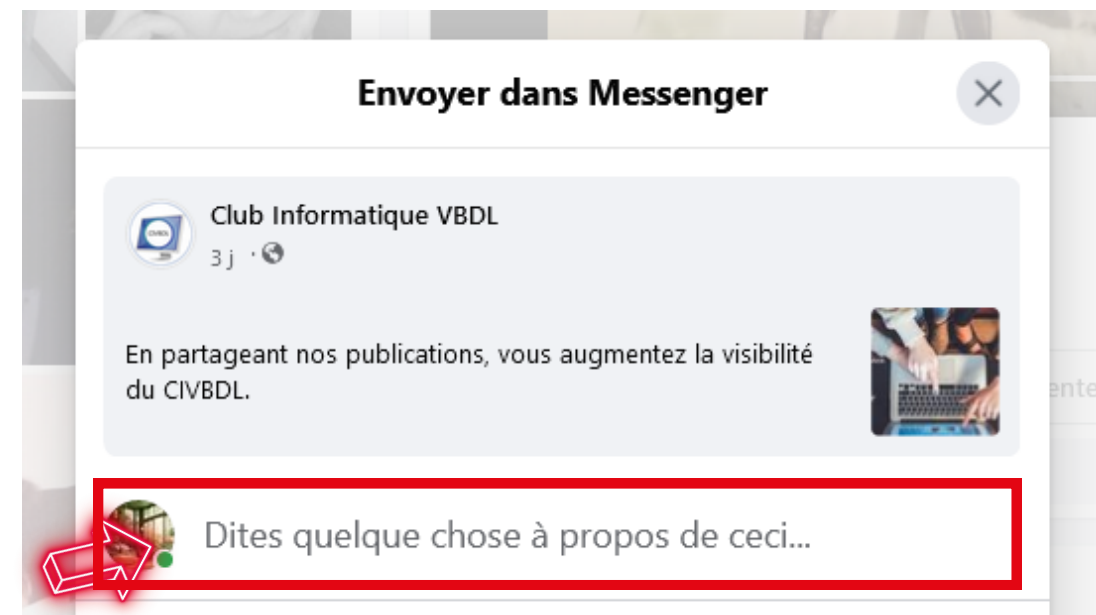 Envoyer dans Messenger
Club Informatique VBDL
3 j ·
En partageant nos publications, vous augmentez la visibilité
du CIVBDL.
Dites quelque chose à propos de ceci...